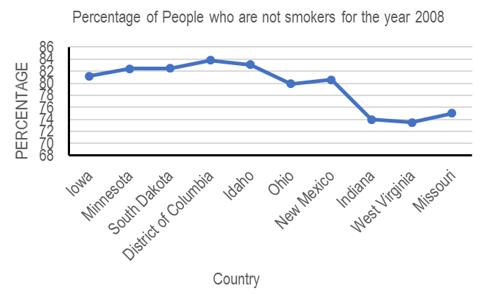 Percentage of People who are not smokers for the year 2008
PERCENTAGE
86
84
82
80
78
76
74
72
70
68
Iowa
Minnesota
South Dakota
District of Columbia
Idaho
Ohio
New Mexico
Indiana
West Virginia
Missouri
Country